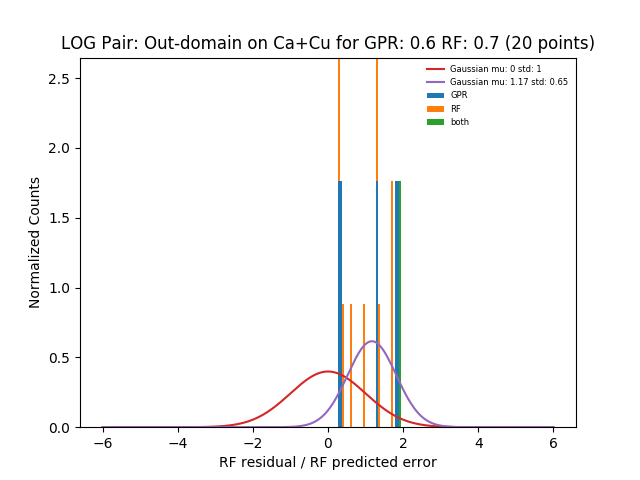 LOG Pair: Out-domain on Ca+Cu for GPR: 0.6 RF: 0.7 (20 points)
Gaussian mu: 0 std: 1
Gaussian mu: 1.17 std: 0.65
GPR
RF
both
Normalized Counts
2.5
2.0
1.5
1.0
0.5
0.0
−6 −4 −2 0 2 4 6
RF residual / RF predicted error